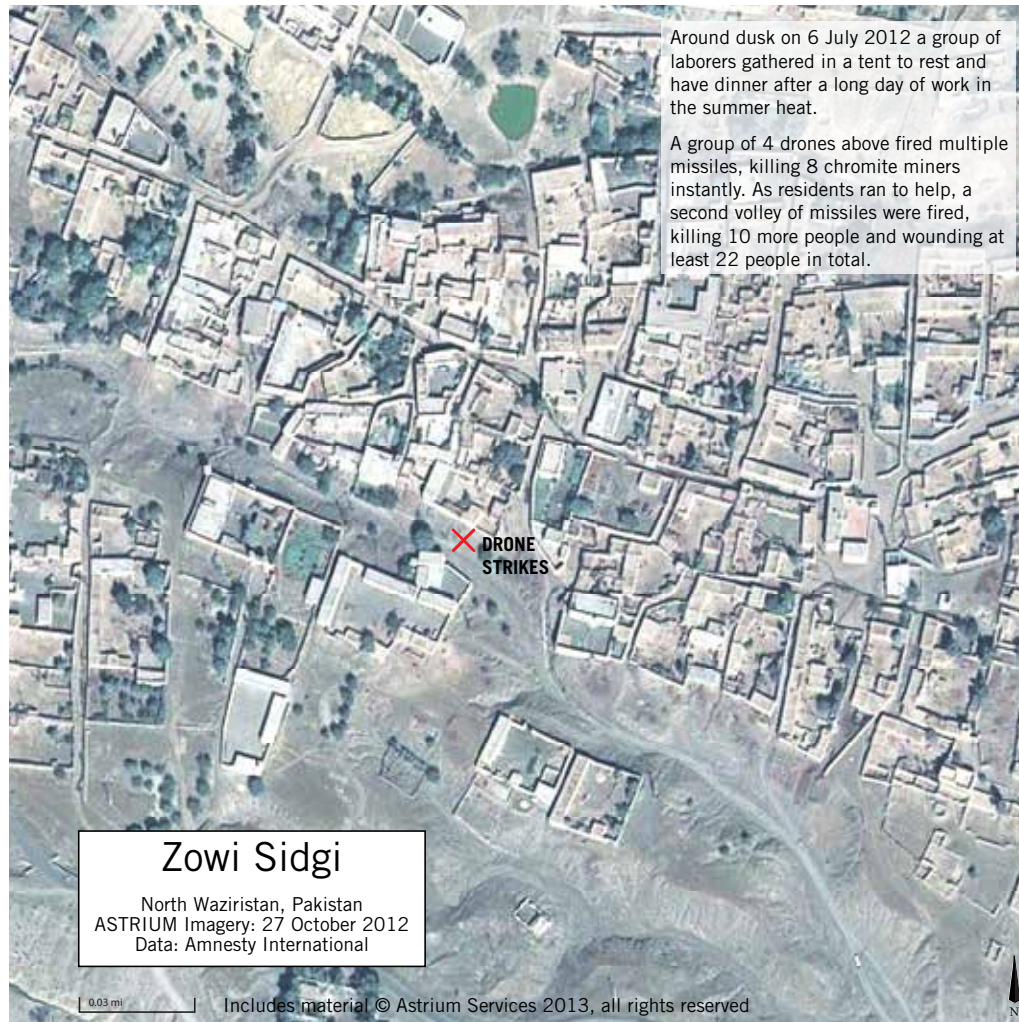 Around dusk on 6 July 2012 a group of
laborers gathered in a tent to rest and
have dinner after a long day of work in
the summer heat.
A group of 4 drones above fired multiple
missiles, killing 8 chromite miners
instantly. As residents ran to help, a
second volley of missiles were fired,
killing 10 more people and wounding at
least 22 people in total.
DRONE
STRIKES
Zowi Sidgi
North Waziristan, Pakistan
ASTRIUM Imagery: 27 October 2012
Data: Amnesty International
0.03 mi
Includes material © Astrium Services 2013, all rights reserved
N